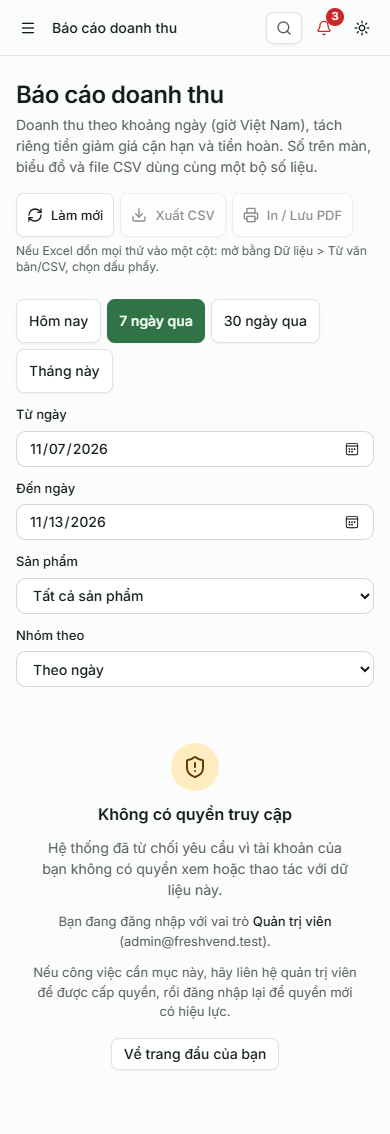 Báo cáo doanh thu
3
Báo cáo doanh thu
Doanh thu theo khoảng ngày (giờ Việt Nam), tách
riêng tiền giảm giá cận hạn và tiền hoàn. Số trên màn,
biểu đồ và file CSV dùng cùng một bộ số liệu.
Làm mới
Xuất CSV
In / Lưu PDF
Nếu Excel dồn mọi thứ vào một cột: mở bằng Dữ liệu > Từ văn
bản/CSV, chọn dấu phẩy.
Hôm nay
7 ngày qua
30 ngày qua
Tháng này
Từ ngày
11/07/2026
Đến ngày
11/13/2026
Sản phẩm
Tất cả sản phẩm
Nhóm theo
Theo ngày
Không có quyền truy cập
Hệ thống đã từ chối yêu cầu vì tài khoản của
bạn không có quyền xem hoặc thao tác với dữ
liệu này.
Bạn đang đăng nhập với vai trò Quản trị viên
(admin@freshvend.test).
Nếu công việc cần mục này, hãy liên hệ quản trị viên
để được cấp quyền, rồi đăng nhập lại để quyền mới
có hiệu lực.
Về trang đầu của bạn